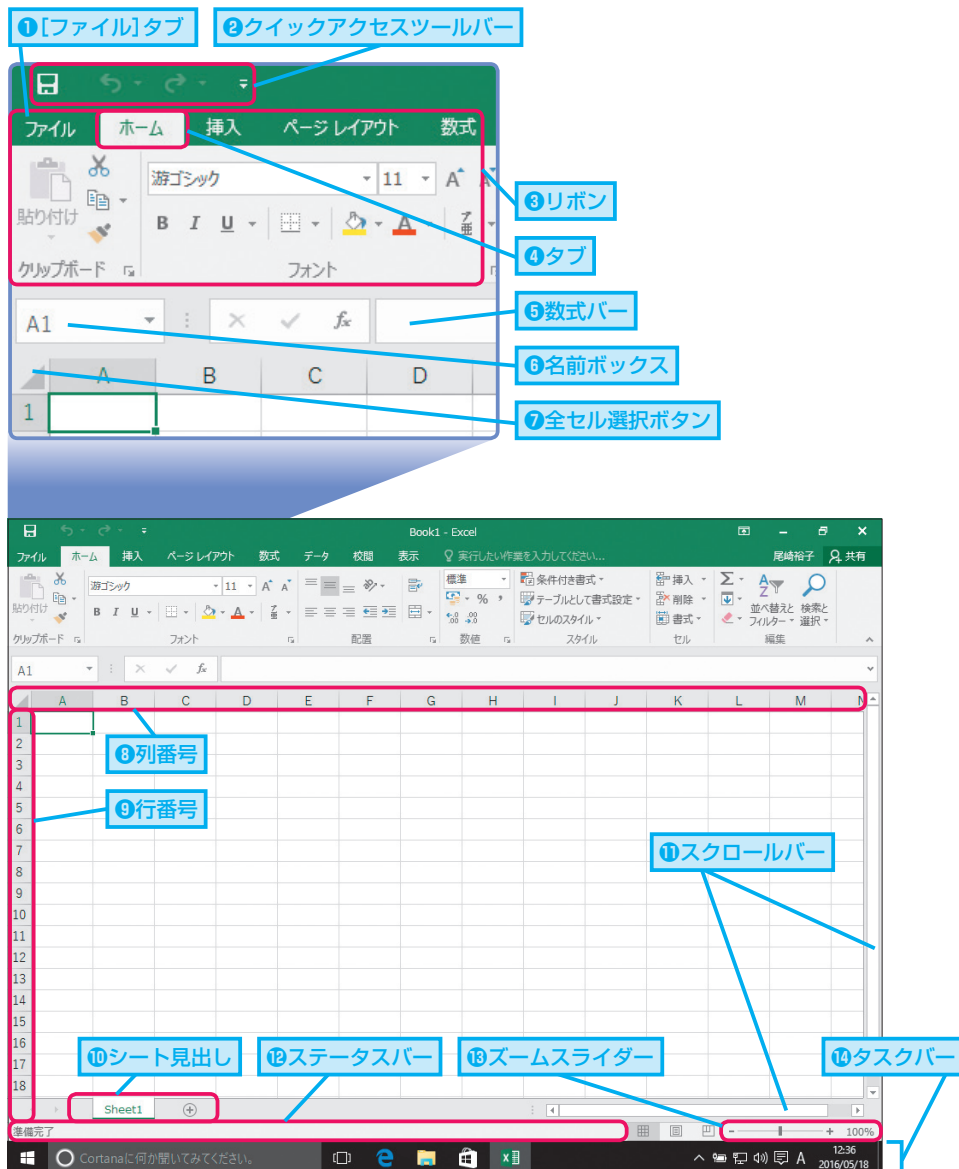 ❶[ファイル]タブ ❷クイックアクセスツールバー
ファイル ホーム 挿入 ページ レイアウト 数式
游ゴシック 11 A A
貼り付け B I U A ア亜
クリップボード フォント
❸リボン
❹タブ
A1 fx
❺数式バー
❻名前ボックス
A B C D
❼全セル選択ボタン
1
Book1 - Excel
ファイル ホーム 挿入 ページ レイアウト 数式 データ 校閲 表示 実行したい作業を入力してください... 尾崎裕子 共有
游ゴシック 11 A A 標準 条件付き書式 挿入 Σ A Z
貼り付け B I U A ア亜 % , テーブルとして書式設定 削除 並べ替えと フィルター 検索と 選択
.00 .0 セルのスタイル 書式
クリップボード フォント 配置 数値 スタイル セル 編集
A1 fx
A B C D E F G H I J K L M N
1
2
❽列番号
3
4
5
❾行番号
6
7
⓫スクロールバー
8
9
10
11
12
13
14
15
16
17
❿シート見出し ⓬ステータスバー ⓭ズームスライダー ⓮タスクバー
18
Sheet1
準備完了 - + 100%
Cortanaに何か聞いてみてください。 e x A 12:36
2016/05/18